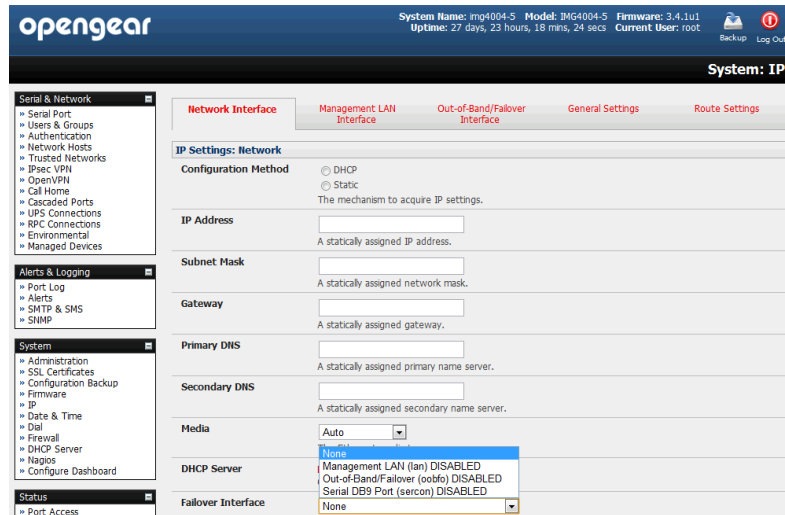 opengear
System Name: img4004-5 Model: IMG4004-5 Firmware: 3.4.1u1
Uptime: 27 days, 23 hours, 18 mins, 24 secs Current User: root
Backup Log Out
System: IP
Serial & Network
» Serial Port
» Users & Groups
» Authentication
» Network Hosts
» Trusted Networks
» IPsec VPN
» OpenVPN
» Call Home
» Cascaded Ports
» UPS Connections
» RPC Connections
» Environmental
» Managed Devices
Alerts & Logging
» Port Log
» Alerts
» SMTP & SMS
» SNMP
System
» Administration
» SSL Certificates
» Configuration Backup
» Firmware
» IP
» Date & Time
» Dial
» Firewall
» DHCP Server
» Nagios
» Configure Dashboard
Status
» Port Access
Network Interface
Management LAN
Interface
Out-of-Band/Failover
Interface
General Settings
Route Settings
IP Settings: Network
Configuration Method
DHCP
Static
The mechanism to acquire IP settings.
IP Address
A statically assigned IP address.
Subnet Mask
A statically assigned network mask.
Gateway
A statically assigned gateway.
Primary DNS
A statically assigned primary name server.
Secondary DNS
A statically assigned secondary name server.
Media
Auto
None
Management LAN (lan) DISABLED
DHCP Server
Out-of-Band/Failover (oobfo) DISABLED
Serial DB9 Port (sercon) DISABLED
Failover Interface
None